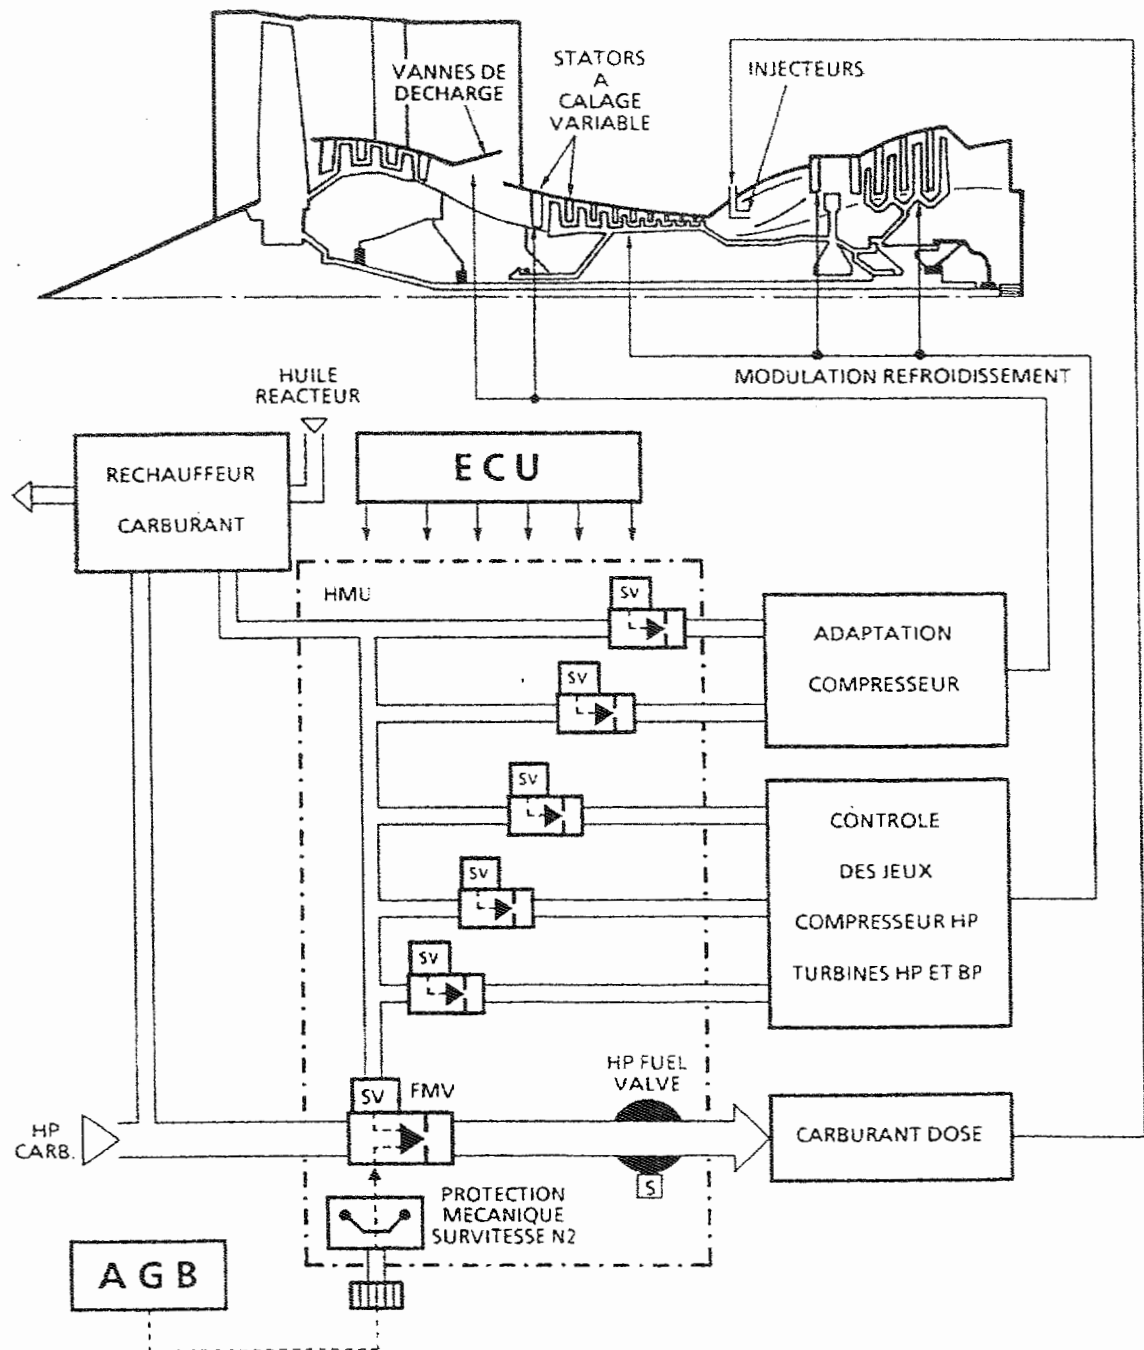 VANNES DE
DECHARGE
STATORS
A
CALAGE
VARIABLE
INJECTEURS
MODULATION REFROIDISSEMENT
HUILE
REACTEUR
RECHAUFFEUR
CARBURANT
ECU
HMU
SV
ADAPTATION
COMPRESSEUR
SV
SV
CONTROLE
DES JEUX
COMPRESSEUR HP
TURBINES HP ET BP
SV
SV
HP FUEL
VALVE
SV
FMV
HP
CARB.
CARBURANT DOSE
S
PROTECTION
MECANIQUE
SURVITESSE N2
AGB